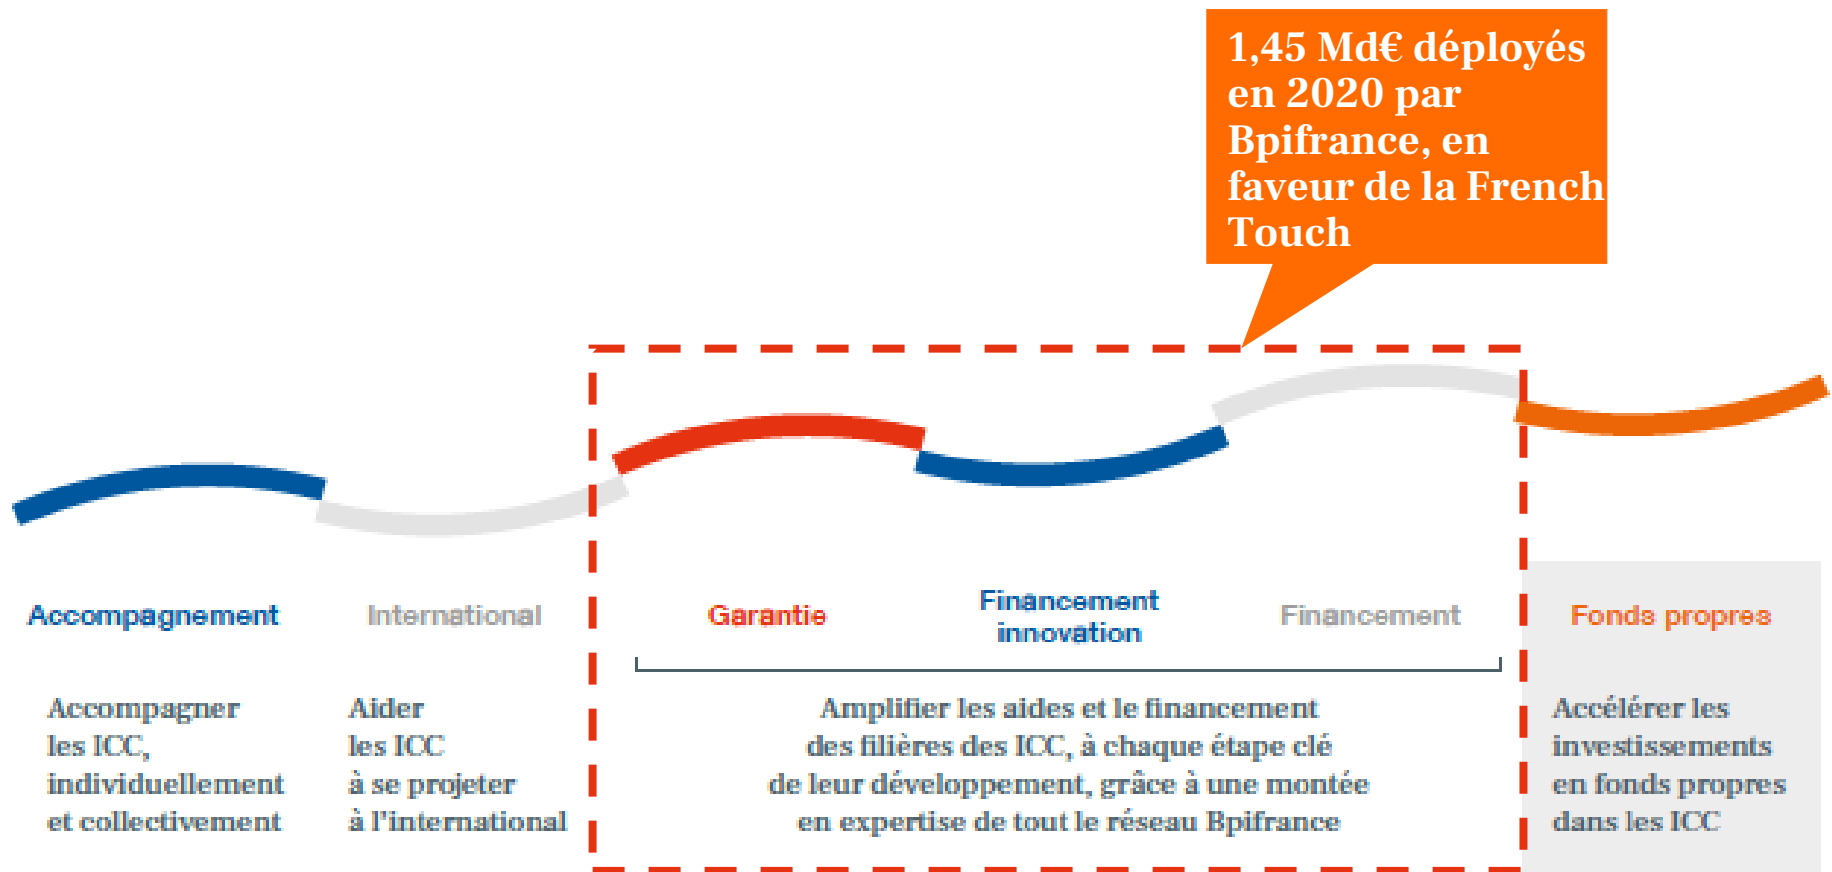 1,45 Md€ déployés
en 2020 par
Bpifrance, en
faveur de la French
Touch
Accompagnement
Accompagner
les ICC,
individuellement
et collectivement
International
Aider
les ICC
à se projeter
à l'international
Garantie
Financement
innovation
Financement
Amplifier les aides et le financement
des filières des ICC, à chaque étape clé
de leur développement, grâce à une montée
en expertise de tout le réseau Bpifrance
Fonds propres
Accélérer les
investissements
en fonds propres
dans les ICC